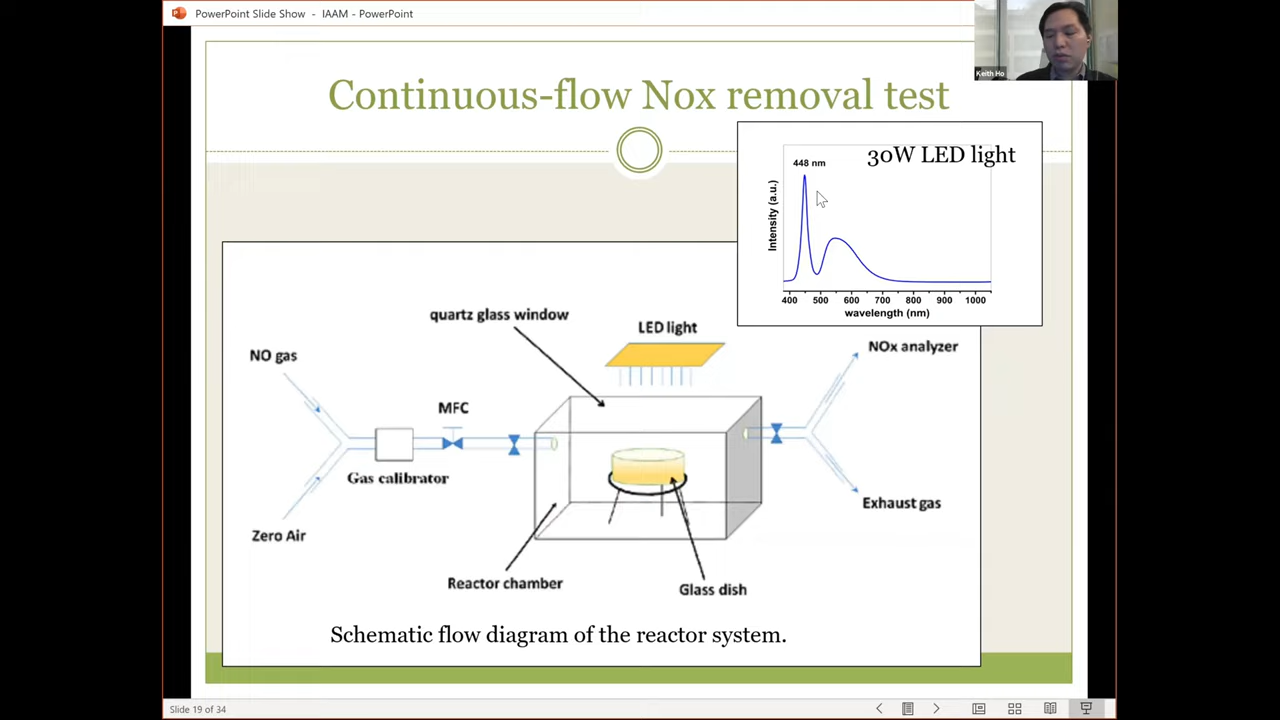 PowerPoint Slide Show - IAAM - PowerPoint
Keith Ho
Continuous-flow Nox removal test
30W LED light
448 nm
Intensity (a.u.)
400 500 600 700 800 900 1000
wavelength (nm)
quartz glass window
LED light
NO gas
NOx analyzer
MFC
Gas calibrator
Exhaust gas
Zero Air
Reactor chamber
Glass dish
Schematic flow diagram of the reactor system.
Slide 19 of 34